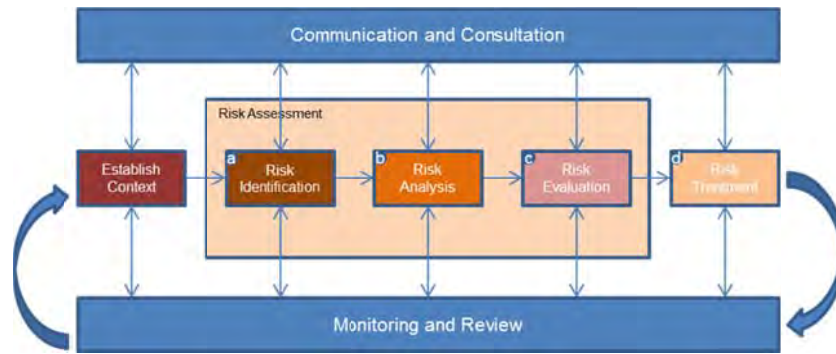 Communication and Consultation
Risk Assessment
Establish
Context
a
Risk
Identification
b
Risk
Analysis
c
Risk
Evaluation
d
Risk
Treatment
Monitoring and Review